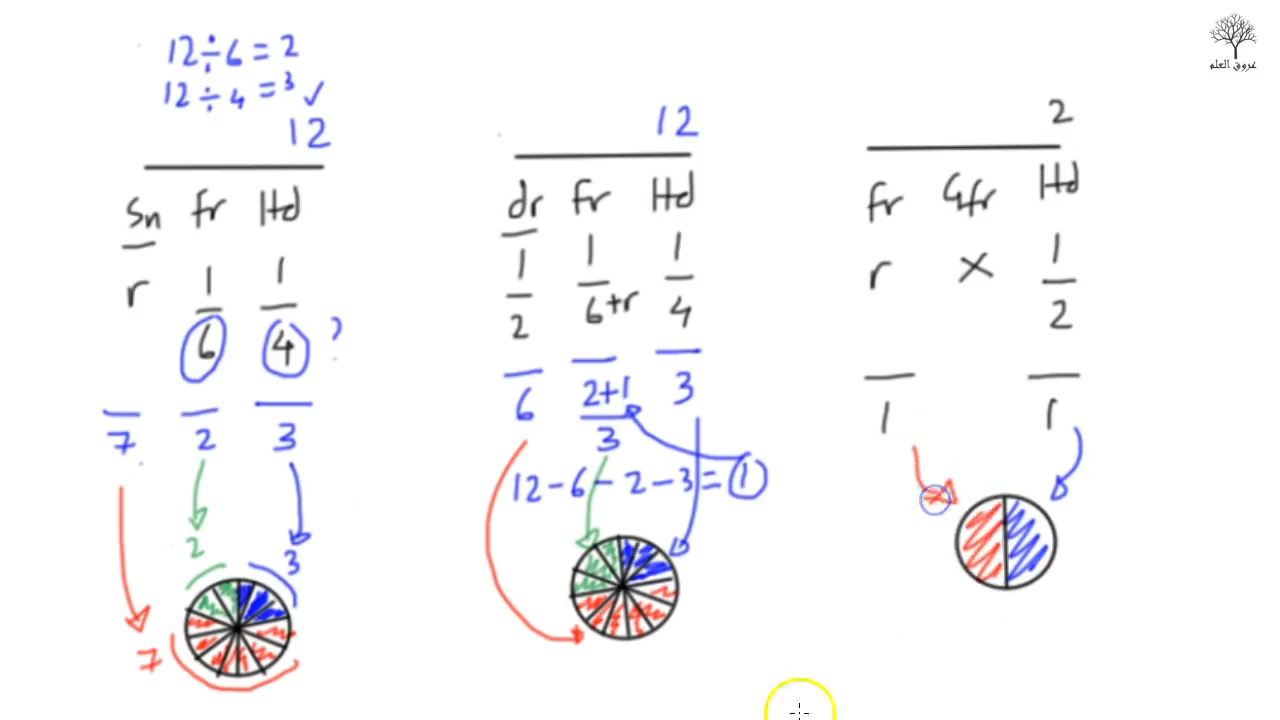 12÷6=2
12÷4=3 ✓
12
Sn fr Hd
r 1/6 1/4 ?
7 2 3
2 3
7
12
dr fr Hd
1/2 1/6+r 1/4
6 2+1 3
3
12-6-2-3=1
2
fr Gfr Hd
r × 1/2
1 1
عروق العلم